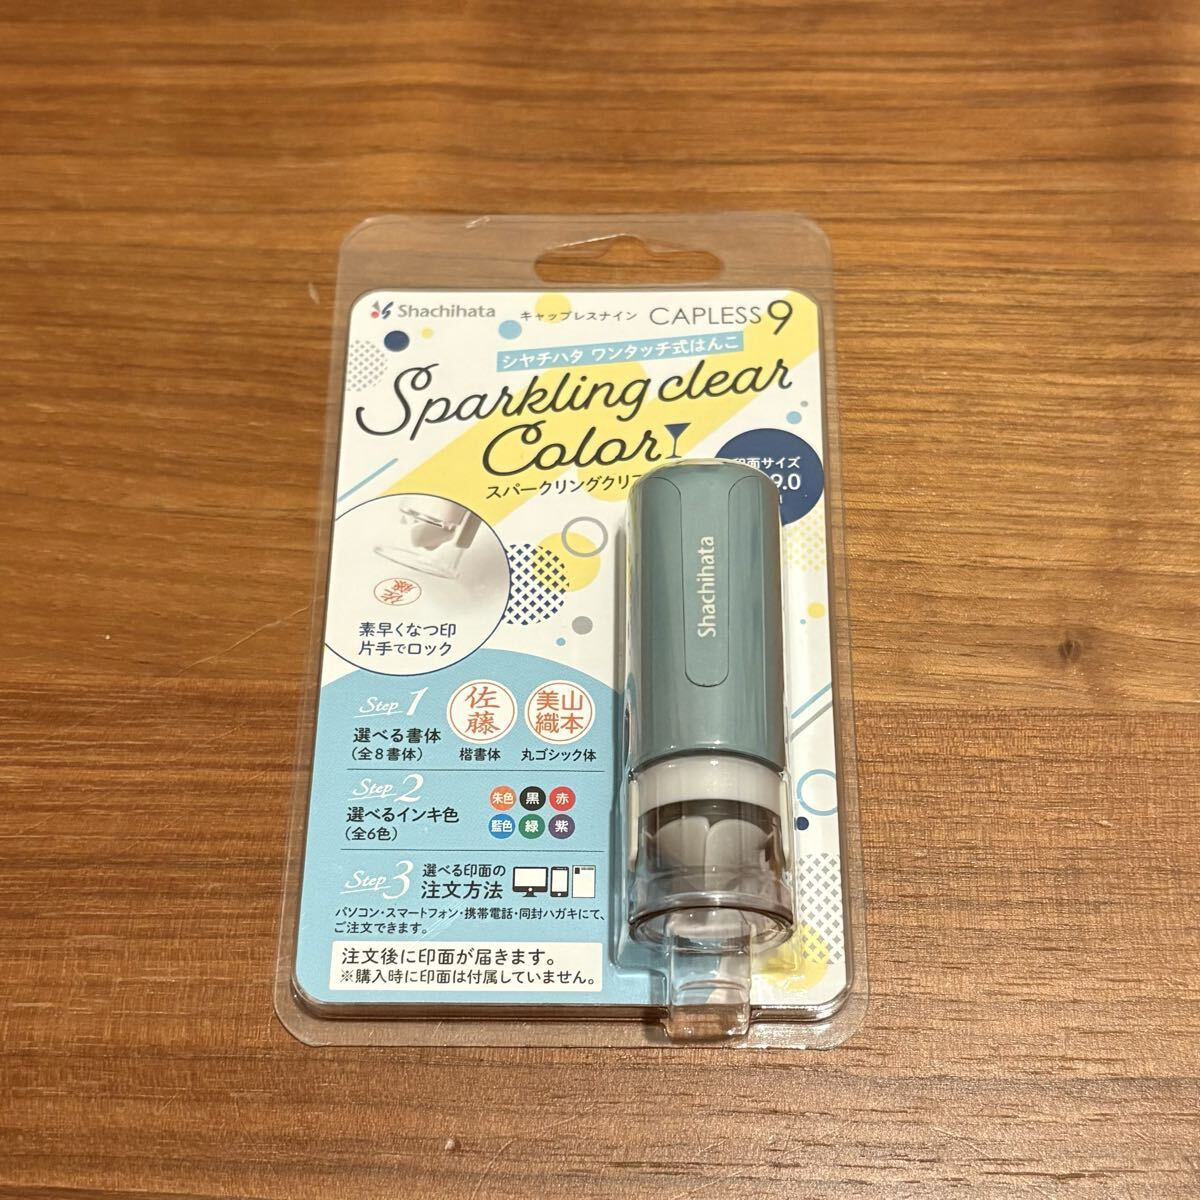 Shachihata
キャップレスナイン CAPLESS 9
シヤチハタ ワンタッチ式はんこ
Sparkling clear
Color
スパークリングクリア
印面サイズ
9.0
Shachihata
佐藤
素早くなつ印
片手でロック
Step 1
選べる書体
(全8書体)
佐藤
楷書体
美山織本
丸ゴシック体
Step 2
選べるインキ色
(全6色)
朱色 黒 赤
藍色 緑 紫
Step 3
選べる印面の
注文方法
パソコン・スマートフォン・携帯電話・同封ハガキにて、
ご注文できます。
注文後に印面が届きます。
※購入時に印面は付属していません。